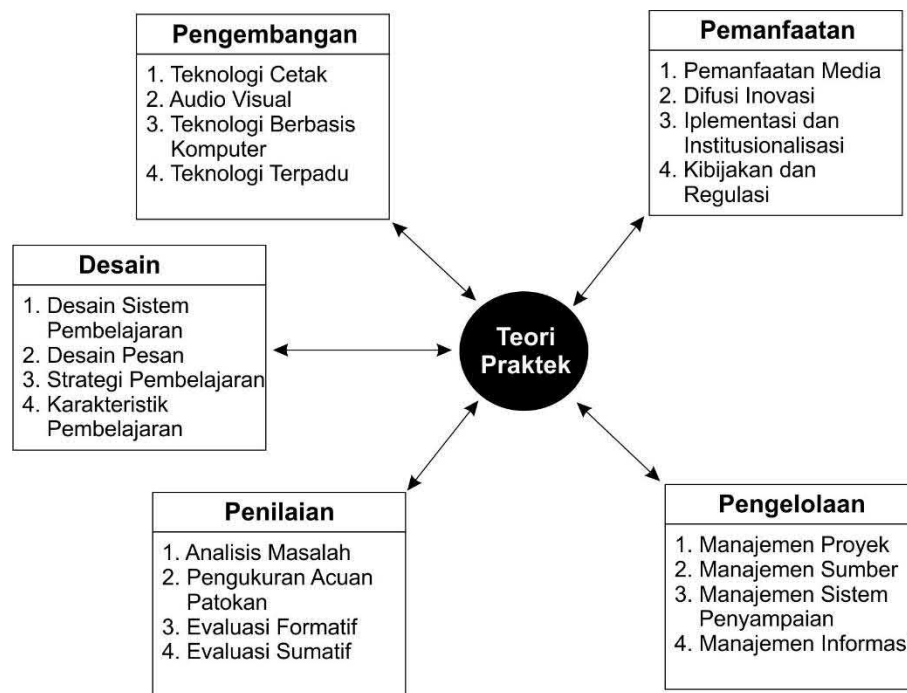 Pengembangan
1. Teknologi Cetak
2. Audio Visual
3. Teknologi Berbasis
Komputer
4. Teknologi Terpadu
Pemanfaatan
1. Pemanfaatan Media
2. Difusi Inovasi
3. Iplementasi dan
Institusionalisasi
4. Kibijakan dan
Regulasi
Desain
1. Desain Sistem
Pembelajaran
2. Desain Pesan
3. Strategi Pembelajaran
4. Karakteristik
Pembelajaran
Teori
Praktek
Penilaian
1. Analisis Masalah
2. Pengukuran Acuan
Patokan
3. Evaluasi Formatif
4. Evaluasi Sumatif
Pengelolaan
1. Manajemen Proyek
2. Manajemen Sumber
3. Manajemen Sistem
Penyampaian
4. Manajemen Informas